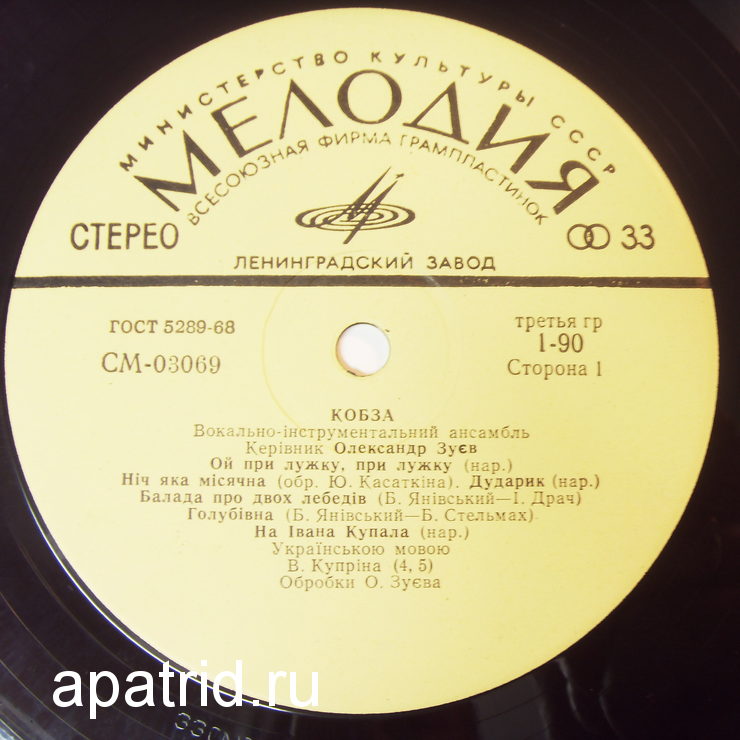 МИНИСТЕРСТВО КУЛЬТУРЫ СССР
МЕЛОДИЯ
ВСЕСОЮЗНАЯ ФИРМА ГРАМПЛАСТИНОК
СТЕРЕО
33
ЛЕНИНГРАДСКИЙ ЗАВОД
ГОСТ 5289-68
СМ-03069
третья гр
1-90
Сторона 1
КОБЗА
Вокально-інструментальний ансамбль
Керівник Олександр Зуєв
Ой при лужку, при лужку (нар.)
Ніч яка місячна (обр. Ю. Касаткіна). Дударик (нар.)
Балада про двох лебедів (Б. Янівський—І. Драч)
Голубівна (Б. Янівський—Б. Стельмах)
На Івана Купала (нар.)
Українською мовою
В. Купріна (4, 5)
Обробки О. Зуєва
apatrid.ru